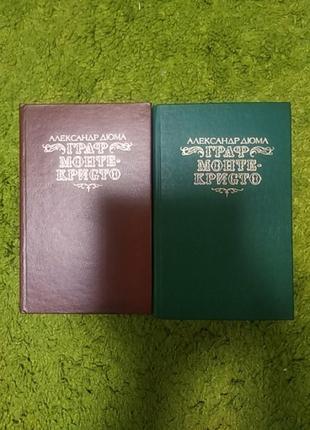 АЛЕКСАНДР ДЮМА
ГРАФ
МОНТЕ-
КРИСТО
АЛЕКСАНДР ДЮМА
ГРАФ
МОНТЕ-
КРИСТО